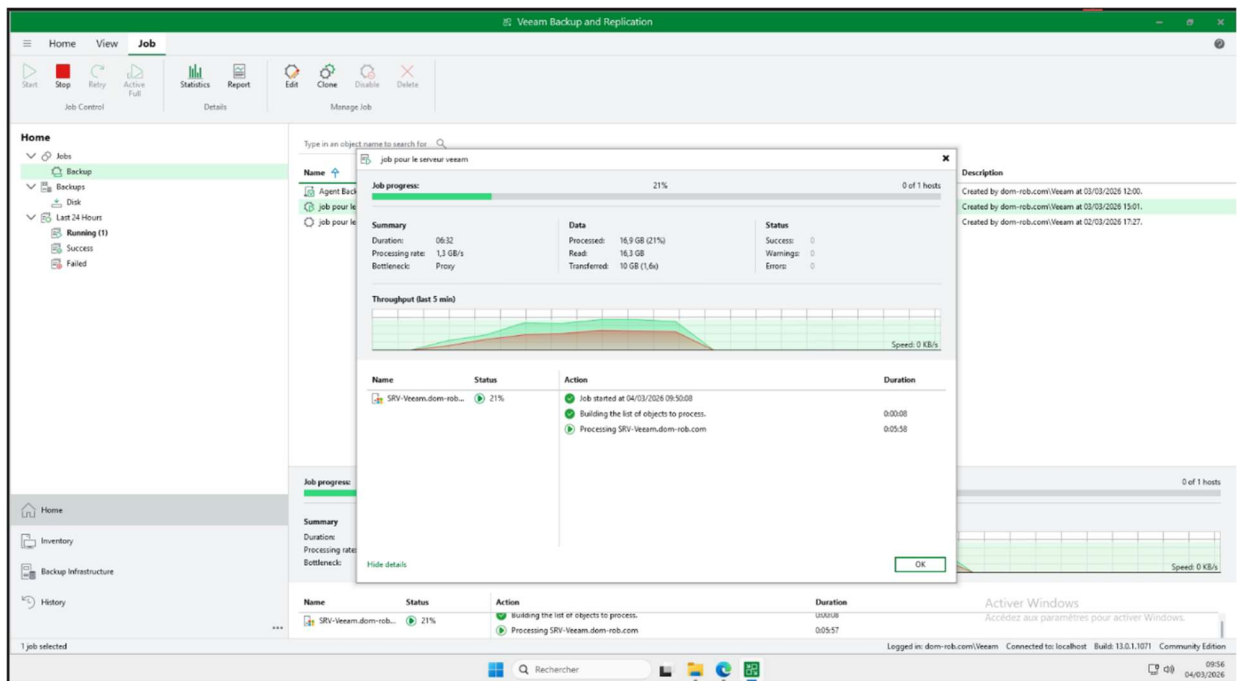 Veeam Backup and Replication
Home View Job
Start Stop Retry Active Full Statistics Report Edit Clone Disable Delete
Job Control Details Manage Job
Home
Jobs
Backup
Backups
Disk
Last 24 Hours
Running (1)
Success
Failed
Home
Inventory
Backup Infrastructure
History
Type in an object name to search for
Name Description
Agent Back Created by dom-rob.com\Veeam at 03/03/2026 12:00.
job pour le Created by dom-rob.com\Veeam at 03/03/2026 15:01.
job pour le Created by dom-rob.com\Veeam at 02/03/2026 17:27.
job pour le serveur veeam
Job progress: 21% 0 of 1 hosts
Summary Data Status
Duration: 06:32 Processed: 16,9 GB (21%) Success: 0
Processing rate: 1,3 GB/s Read: 16,3 GB Warnings: 0
Bottleneck: Proxy Transferred: 10 GB (1,6x) Errors: 0
Throughput (last 5 min)
Speed: 0 KB/s
Name Status Action Duration
SRV-Veeam.dom-rob... 21% Job started at 04/03/2026 09:50:08
Building the list of objects to process. 0:00:08
Processing SRV-Veeam.dom-rob.com 0:05:58
Hide details OK
Job progress: 0 of 1 hosts
Summary
Duration:
Processing rate:
Bottleneck:
Speed: 0 KB/s
Name Status Action Duration
SRV-Veeam.dom-rob... 21% Building the list of objects to process. 0:00:08
Processing SRV-Veeam.dom-rob.com 0:05:57
Activer Windows
Accédez aux paramètres pour activer Windows.
1 job selected Logged in: dom-rob.com\Veeam Connected to: localhost Build: 13.0.1.1071 Community Edition
Rechercher
09:56
04/03/2026